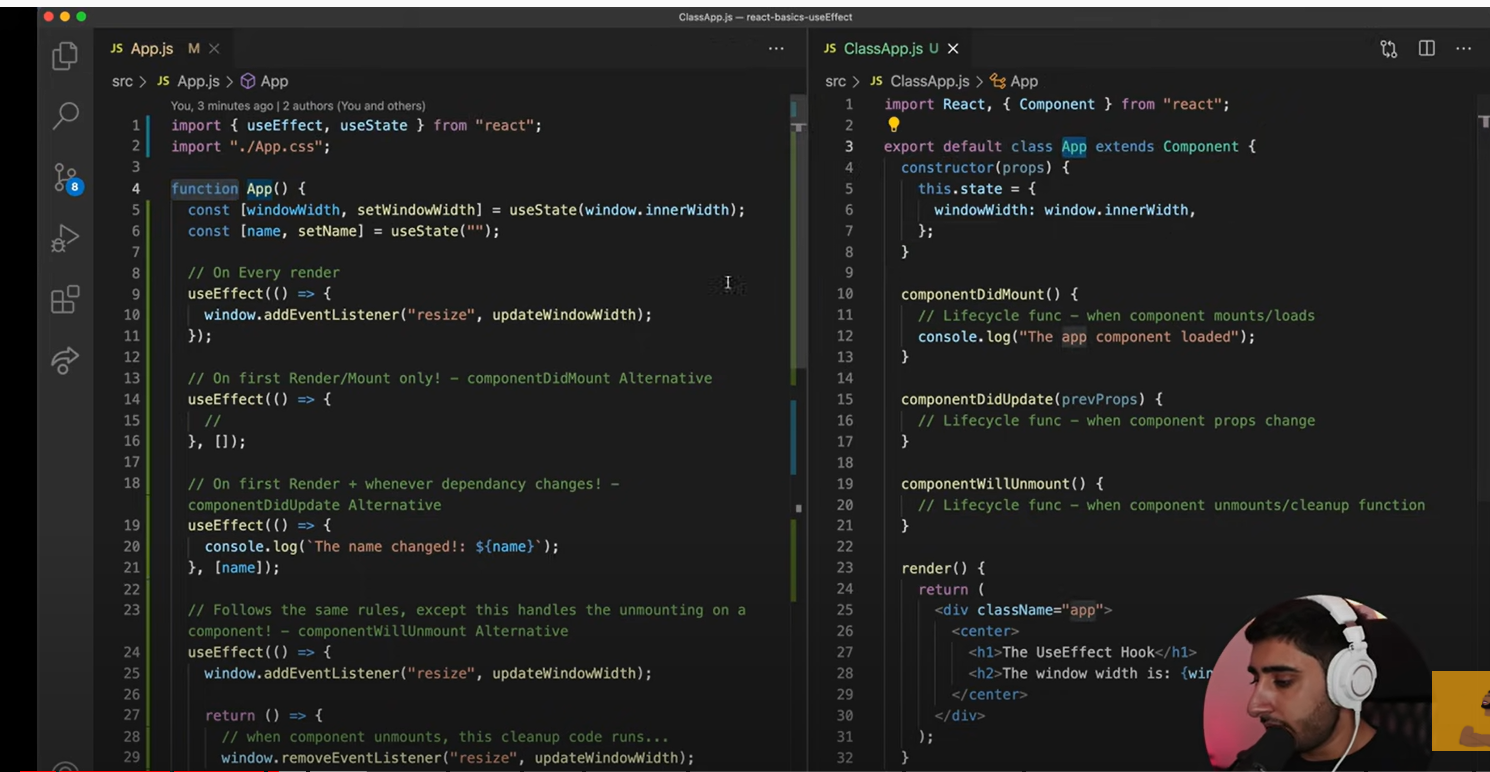 ClassApp.js — react-basics-useEffect
JS App.js M
src > JS App.js > App
You, 3 minutes ago | 2 authors (You and others)
1 import { useEffect, useState } from "react";
2 import "./App.css";
3
4 function App() {
5 const [windowWidth, setWindowWidth] = useState(window.innerWidth);
6 const [name, setName] = useState("");
7
8 // On Every render
9 useEffect(() => {
10 window.addEventListener("resize", updateWindowWidth);
11 });
12
13 // On first Render/Mount only! – componentDidMount Alternative
14 useEffect(() => {
15 //
16 }, []);
17
18 // On first Render + whenever dependancy changes! –
componentDidUpdate Alternative
19 useEffect(() => {
20 console.log(`The name changed!: ${name}`);
21 }, [name]);
22
23 // Follows the same rules, except this handles the unmounting on a
component! – componentWillUnmount Alternative
24 useEffect(() => {
25 window.addEventListener("resize", updateWindowWidth);
26
27 return () => {
28 // when component unmounts, this cleanup code runs...
29 window.removeEventListener("resize", updateWindowWidth);
8
JS ClassApp.js U
src > JS ClassApp.js > App
1 import React, { Component } from "react";
2
3 export default class App extends Component {
4 constructor(props) {
5 this.state = {
6 windowWidth: window.innerWidth,
7 };
8 }
9
10 componentDidMount() {
11 // Lifecycle func – when component mounts/loads
12 console.log("The app component loaded");
13 }
14
15 componentDidUpdate(prevProps) {
16 // Lifecycle func – when component props change
17 }
18
19 componentWillUnmount() {
20 // Lifecycle func – when component unmounts/cleanup function
21 }
22
23 render() {
24 return (
25 <div className="app">
26 <center>
27 <h1>The UseEffect Hook</h1>
28 <h2>The window width is: {win
29 </center>
30 </div>
31 );
32 }